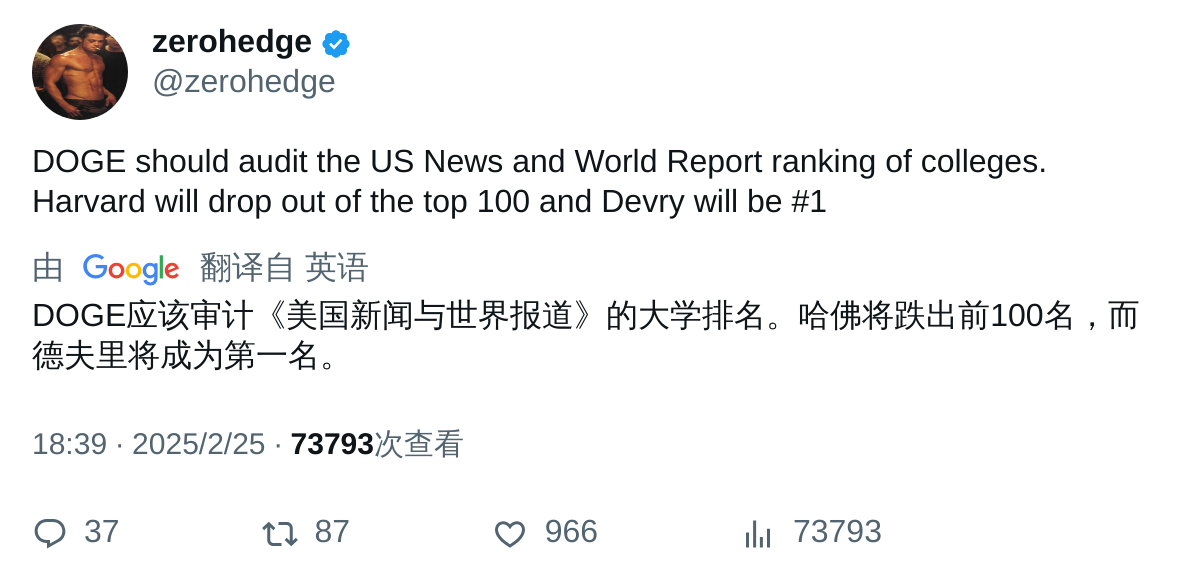 zerohedge
@zerohedge
DOGE should audit the US News and World Report ranking of colleges.
Harvard will drop out of the top 100 and Devry will be #1
由 Google 翻译自 英语
DOGE应该审计《美国新闻与世界报道》的大学排名。哈佛将跌出前100名，而
德夫里将成为第一名。
18:39 · 2025/2/25 · 73793次查看
37 87 966 73793